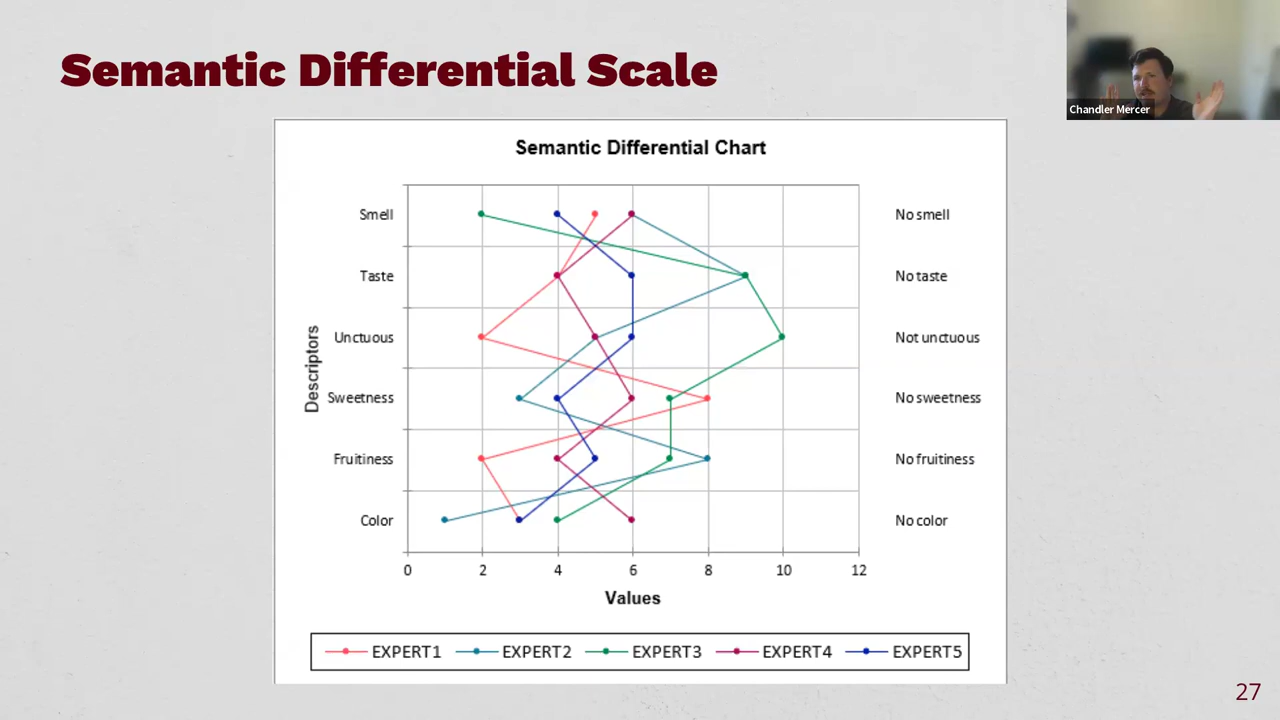 Semantic Differential Scale
Chandler Mercer
Semantic Differential Chart
Smell No smell
Taste No taste
Unctuous Not unctuous
Sweetness No sweetness
Fruitiness No fruitiness
Color No color
Descriptors
0 2 4 6 8 10 12
Values
EXPERT1 EXPERT2 EXPERT3 EXPERT4 EXPERT5
27